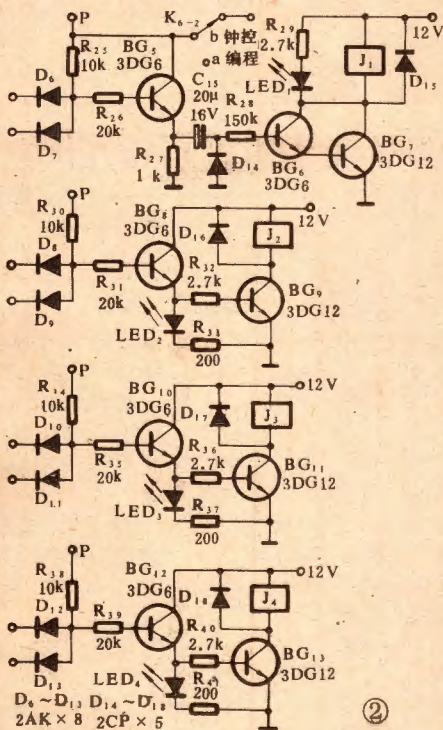 P
K₆₋₂
b 钟控
a 编程
R₂₅
10k
BG₅
3DG6
D₆
D₇
R₂₆
20k
C₁₅
20μ
16V
R₂₇
1 k
D₁₄
R₂₈
150k
R₂₉
2.7k
LED₁
BG₆
3DG6
12V
J₁
D₁₅
BG₇
3DG12
P
R₃₀
10k
D₈
D₉
R₃₁
20k
BG₈
3DG6
D₁₆
J₂
12V
R₃₂
2.7k
LED₂
R₃₃
200
BG₉
3DG12
P
R₃₄
10k
D₁₀
D₁₁
R₃₅
20k
BG₁₀
3DG6
D₁₇
J₃
12V
R₃₆
2.7k
LED₃
R₃₇
200
BG₁₁
3DG12
P
R₃₈
10k
D₁₂
D₁₃
R₃₉
20k
BG₁₂
3DG6
D₁₈
J₄
12V
R₄₀
2.7k
LED₄
200
BG₁₃
3DG12
D₆~D₁₃ D₁₄~D₁₈
2AK×8 2CP×5
②